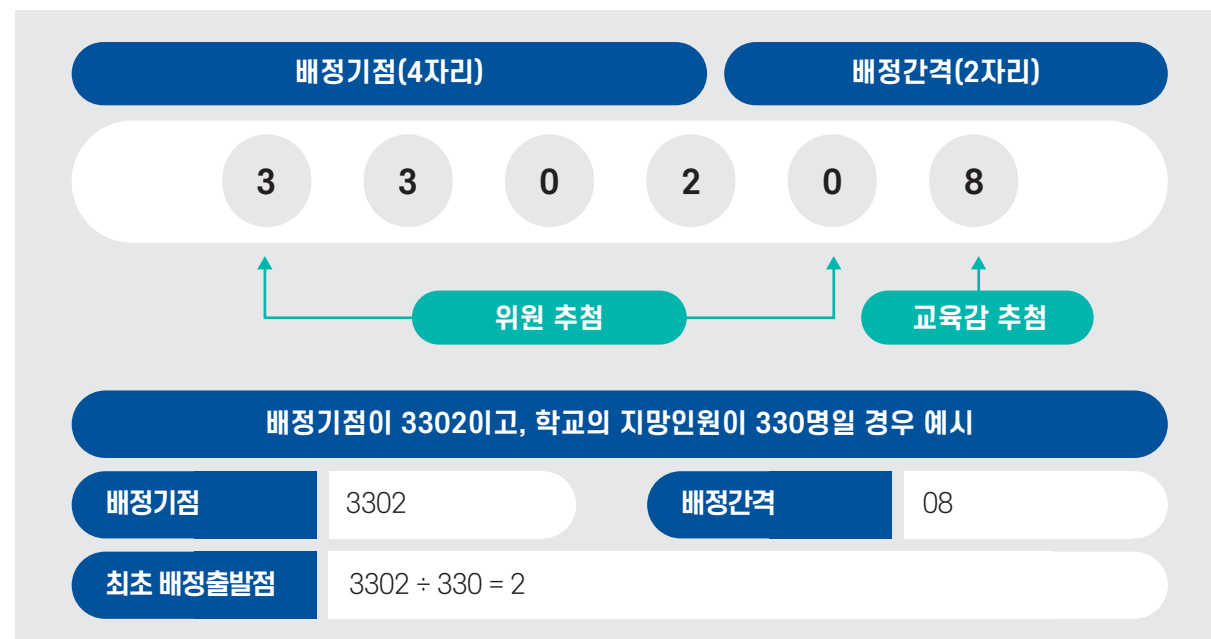 배정기점(4자리) 배정간격(2자리)
3 3 0 2 0 8
위원 추첨 교육감 추첨
배정기점이 3302이고, 학교의 지망인원이 330명일 경우 예시
배정기점 3302 배정간격 08
최초 배정출발점 3302 ÷ 330 = 2